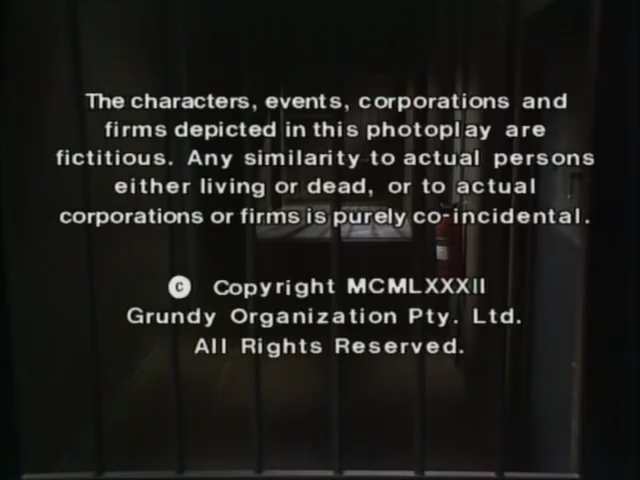 The characters, events, corporations and
firms depicted in this photoplay are
fictitious. Any similarity to actual persons
either living or dead, or to actual
corporations or firms is purely co-incidental.
© Copyright MCMLXXXII
Grundy Organization Pty. Ltd.
All Rights Reserved.